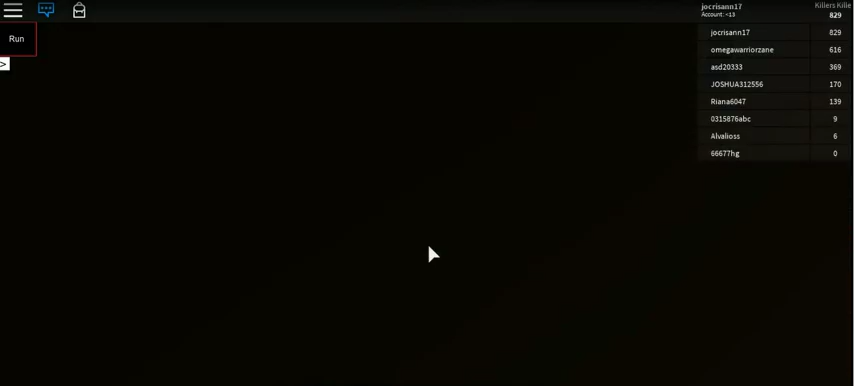 jocrisann17 Killers Kille
Account: <13 829
Run
>
jocrisann17 829
omegawarriorzane 616
asd20333 369
JOSHUA312556 170
Riana6047 139
0315876abc 9
Alvalioss 6
66677hg 0